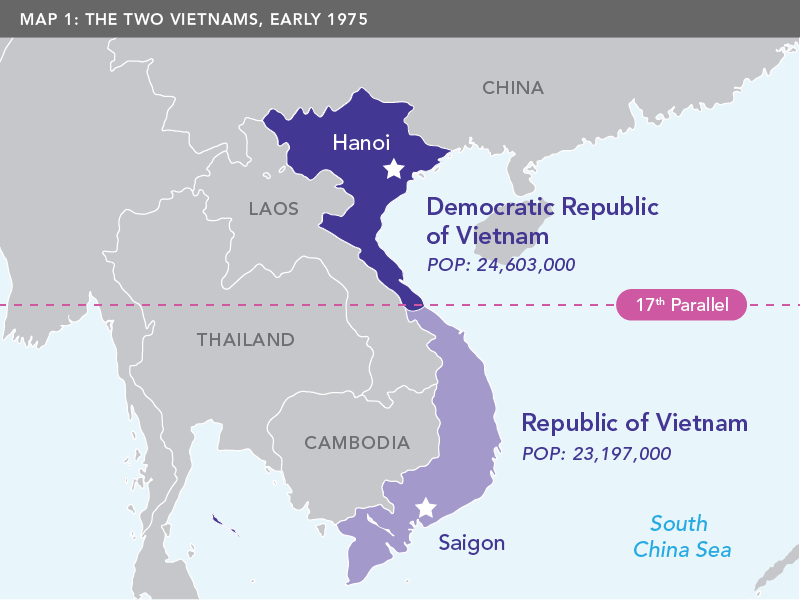 MAP 1: THE TWO VIETNAMS, EARLY 1975
CHINA
Hanoi
LAOS
Democratic Republic
of Vietnam
POP: 24,603,000
17th Parallel
THAILAND
Republic of Vietnam
CAMBODIA
POP: 23,197,000
South
China Sea
Saigon